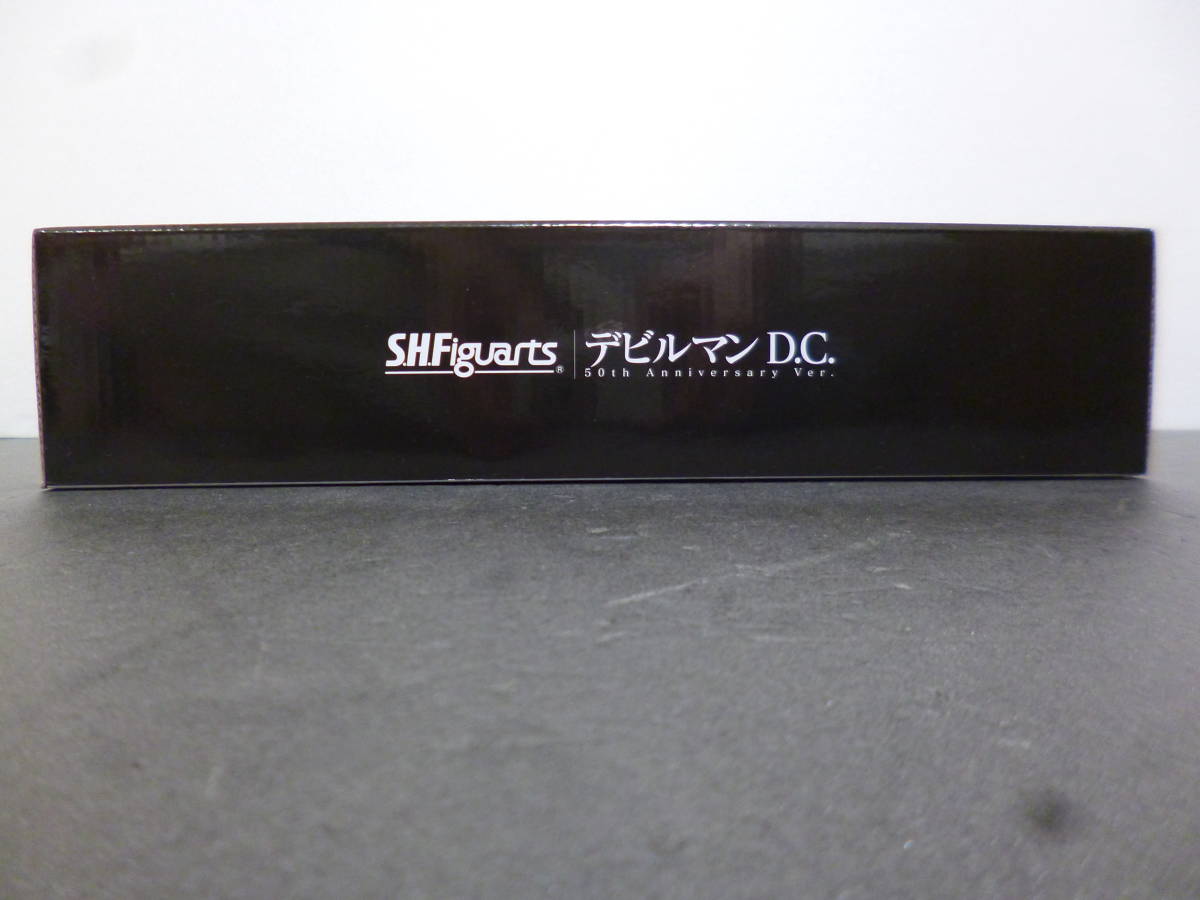 S.H.Figuarts ®
デビルマン D.C.
50th Anniversary Ver.